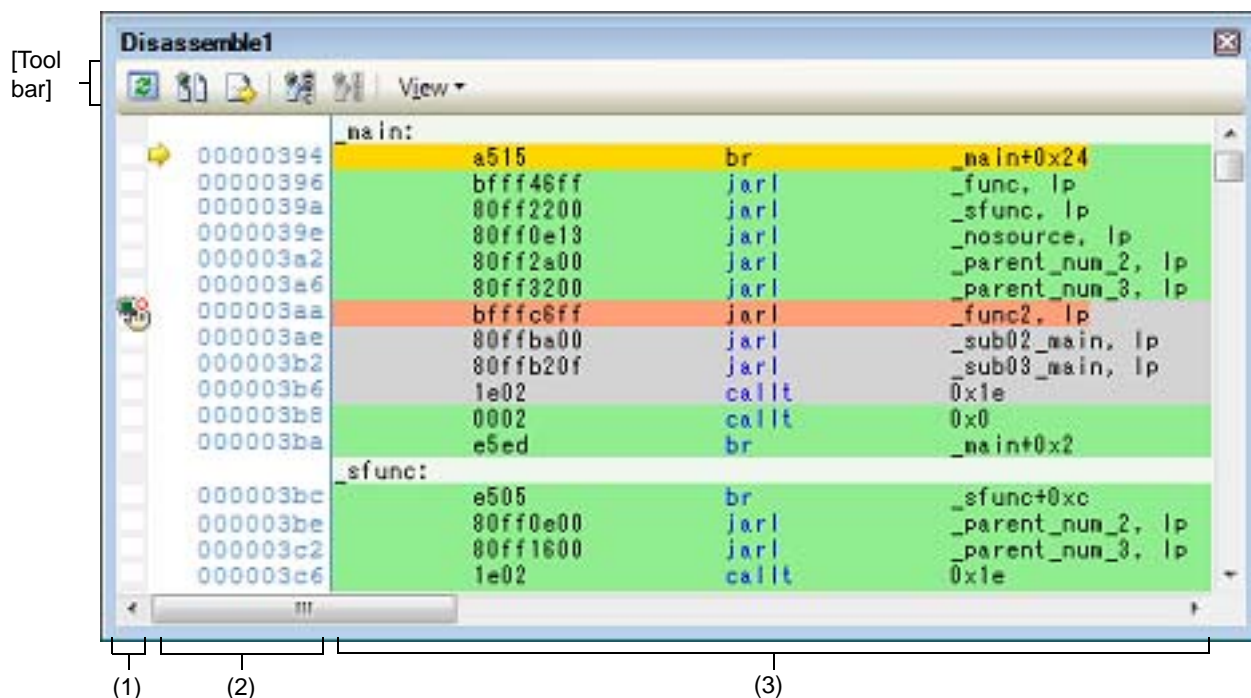 Disassemble1
[Tool bar]
View
_main:
00000394 a515 br _main+0x24
00000396 bfff46ff jarl _func, lp
0000039a 80ff2200 jarl _sfunc, lp
0000039e 80ff0e13 jarl _nosource, lp
000003a2 80ff2a00 jarl _parent_num_2, lp
000003a6 80ff3200 jarl _parent_num_3, lp
000003aa bfffc6ff jarl _func2, lp
000003ae 80ffba00 jarl _sub02_main, lp
000003b2 80ffb20f jarl _sub03_main, lp
000003b6 1e02 callt 0x1e
000003b8 0002 callt 0x0
000003ba e5ed br _main+0x2
_sfunc:
000003bc e505 br _sfunc+0xc
000003be 80ff0e00 jarl _parent_num_2, lp
000003c2 80ff1600 jarl _parent_num_3, lp
000003c6 1e02 callt 0x1e
(1) (2) (3)